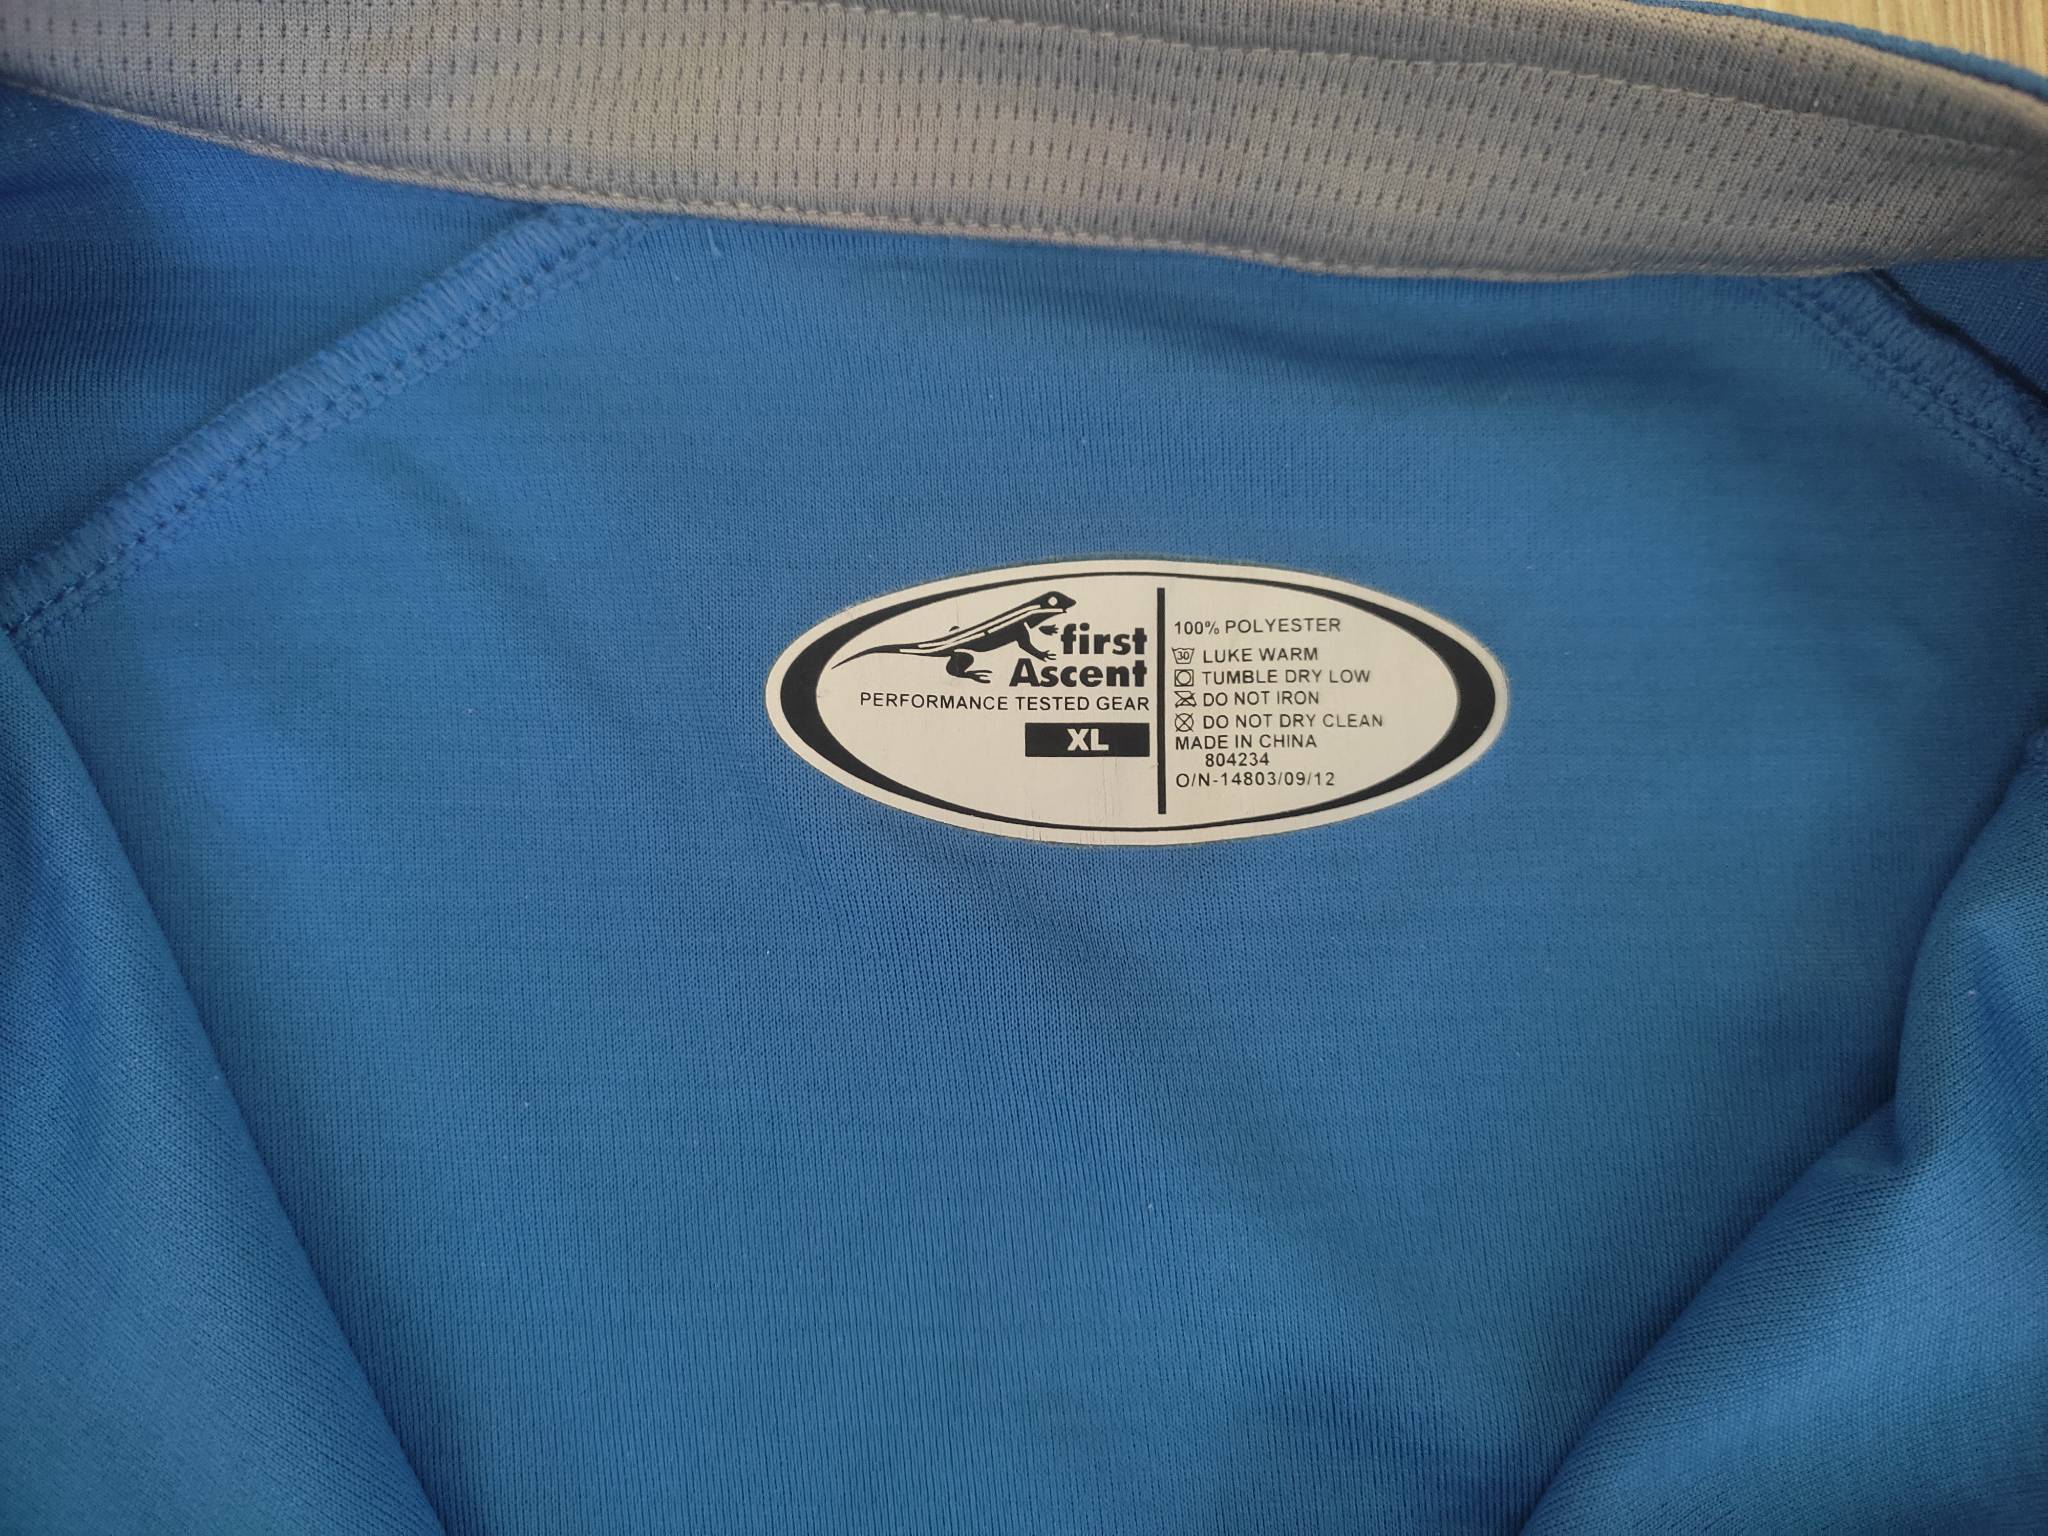 first
Ascent
PERFORMANCE TESTED GEAR
XL
100% POLYESTER
30 LUKE WARM
TUMBLE DRY LOW
DO NOT IRON
DO NOT DRY CLEAN
MADE IN CHINA
804234
O/N-14803/09/12